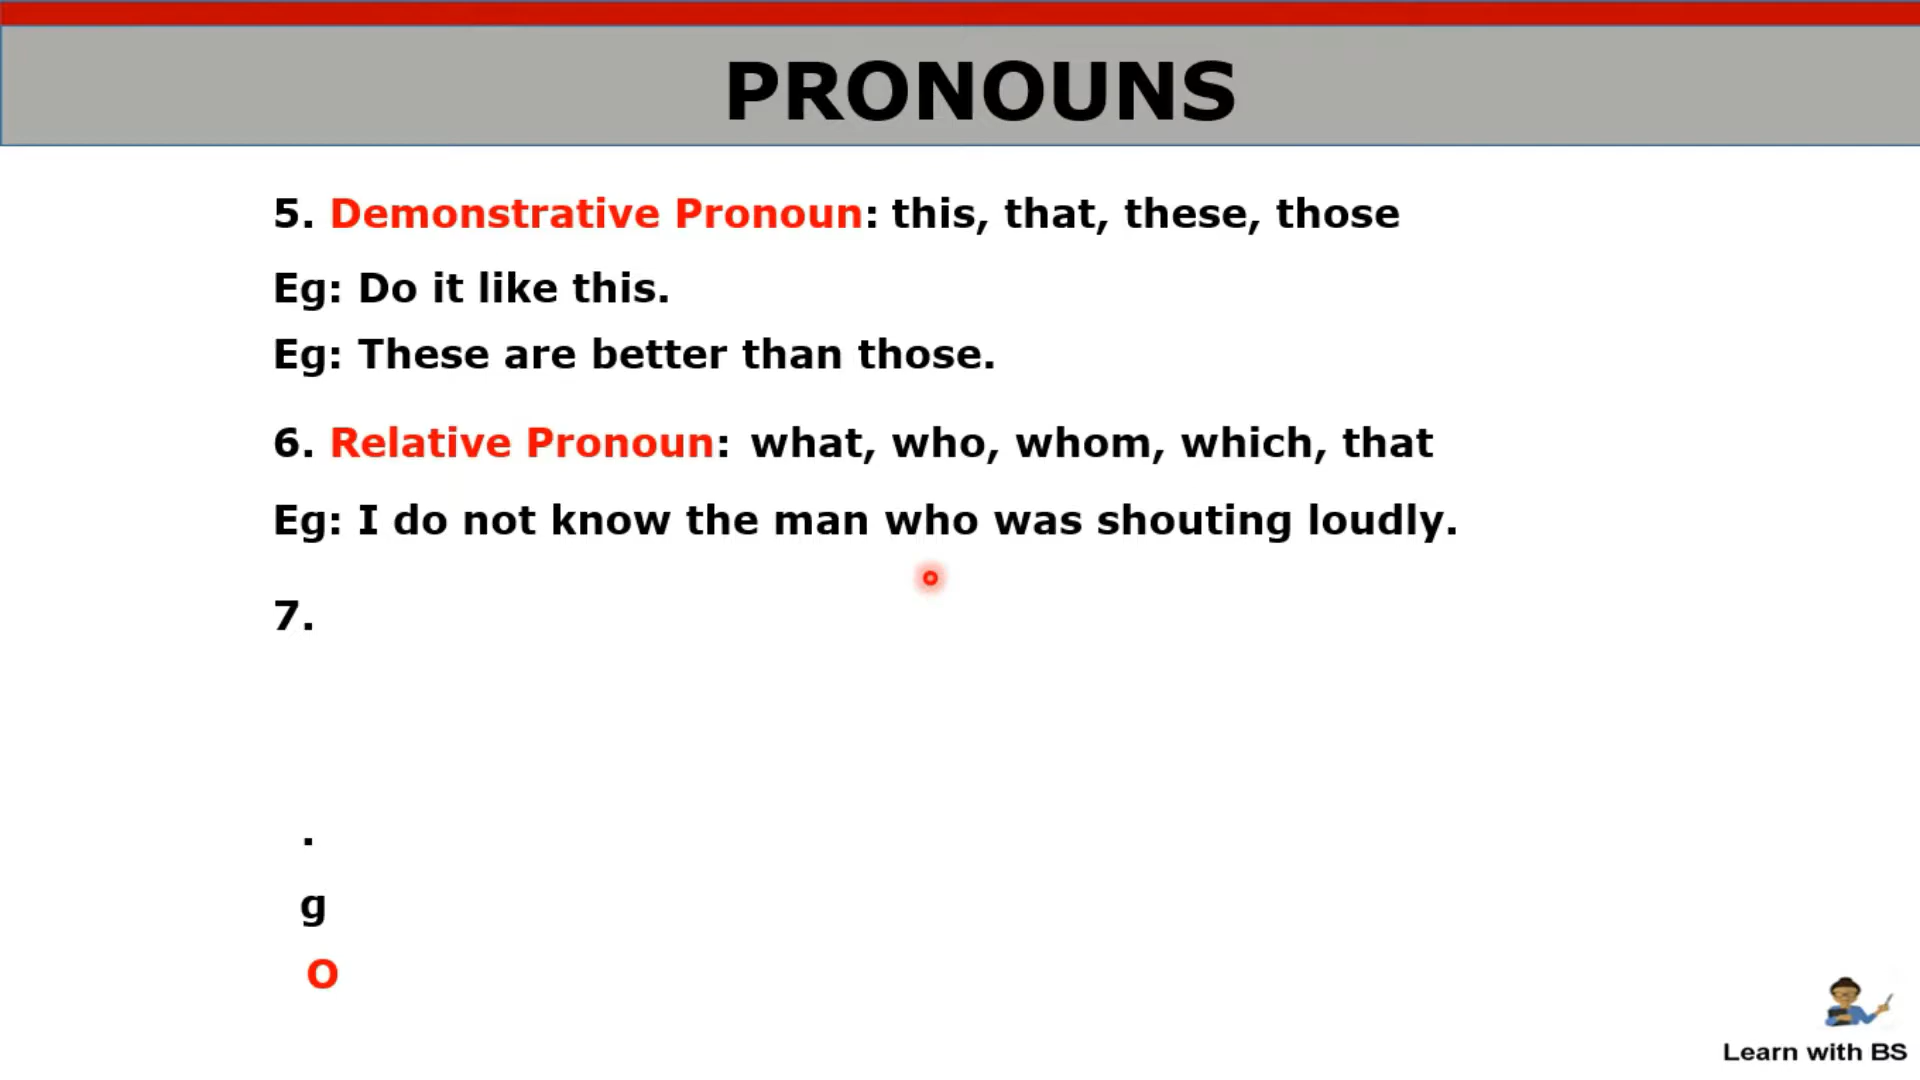 PRONOUNS
5. Demonstrative Pronoun: this, that, these, those
Eg: Do it like this.
Eg: These are better than those.
6. Relative Pronoun: what, who, whom, which, that
Eg: I do not know the man who was shouting loudly.
7.
.
g
O
Learn with BS